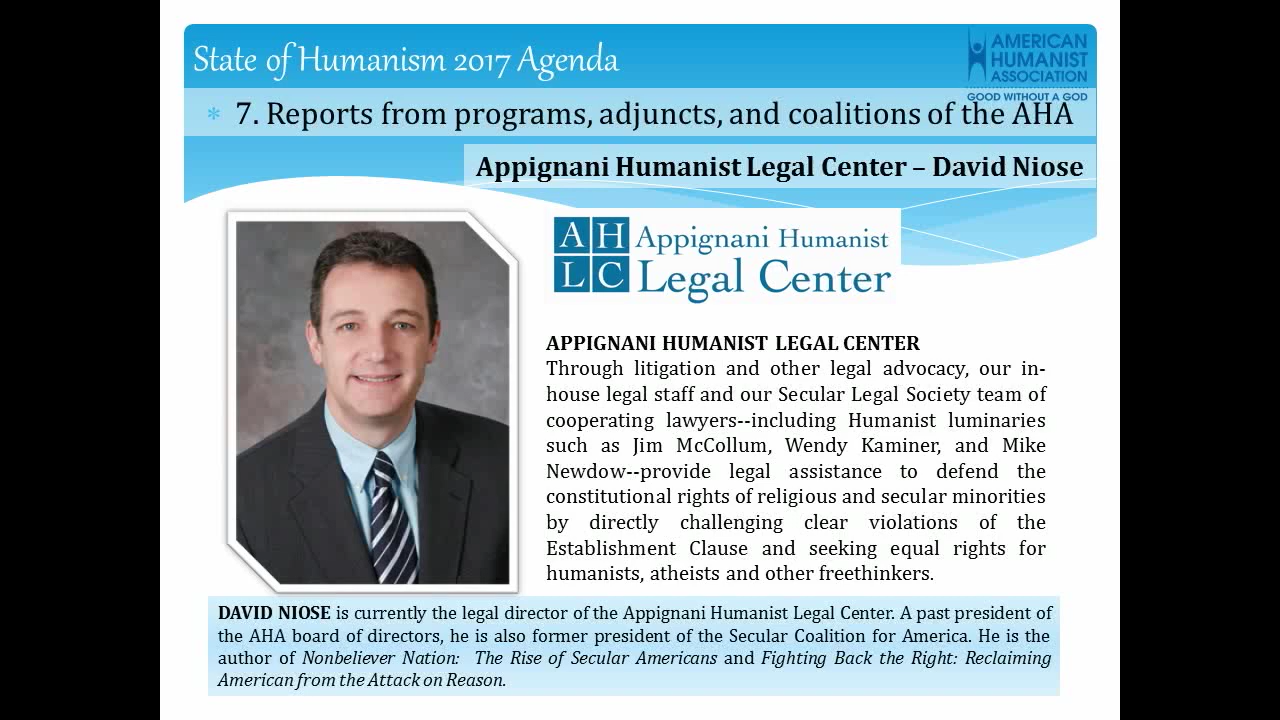 State of Humanism 2017 Agenda
AMERICAN
HUMANIST
ASSOCIATION
GOOD WITHOUT A GOD
* 7. Reports from programs, adjuncts, and coalitions of the AHA
Appignani Humanist Legal Center – David Niose
A H
L C
Appignani Humanist
Legal Center
APPIGNANI HUMANIST LEGAL CENTER
Through litigation and other legal advocacy, our in-
house legal staff and our Secular Legal Society team of
cooperating lawyers--including Humanist luminaries
such as Jim McCollum, Wendy Kaminer, and Mike
Newdow--provide legal assistance to defend the
constitutional rights of religious and secular minorities
by directly challenging clear violations of the
Establishment Clause and seeking equal rights for
humanists, atheists and other freethinkers.
DAVID NIOSE is currently the legal director of the Appignani Humanist Legal Center. A past president of
the AHA board of directors, he is also former president of the Secular Coalition for America. He is the
author of Nonbeliever Nation: The Rise of Secular Americans and Fighting Back the Right: Reclaiming
American from the Attack on Reason.